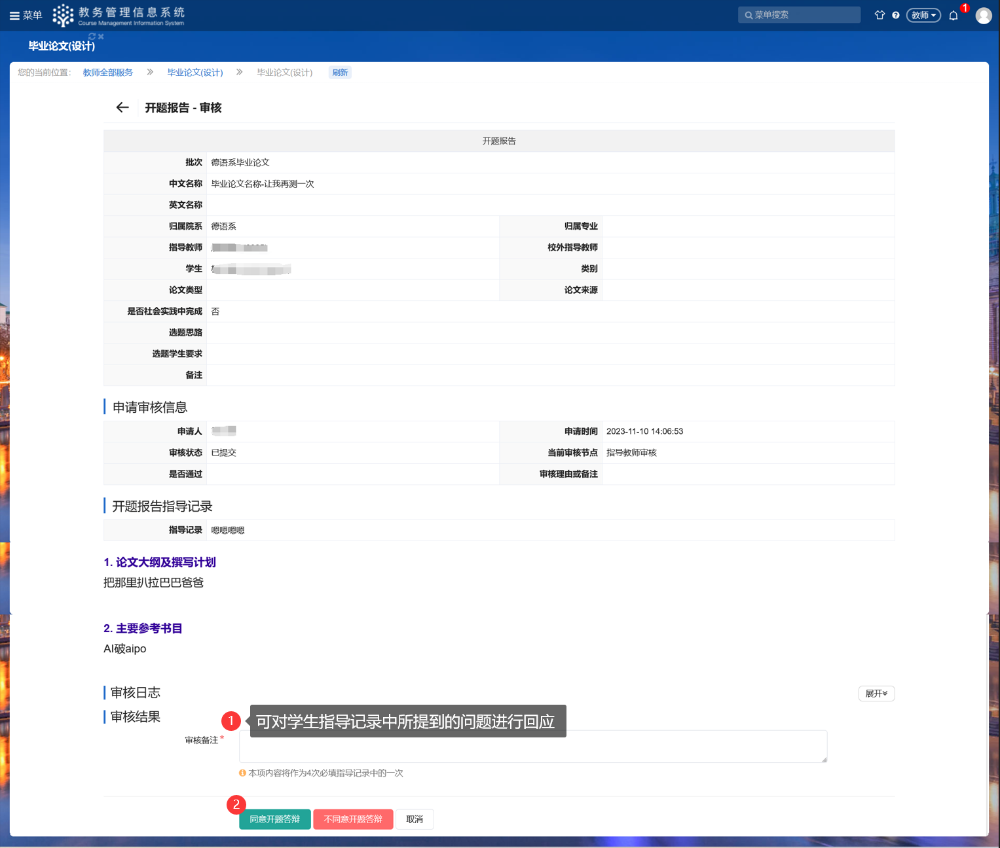 菜单
教务管理信息系统
Course Management Information System
菜单搜索
教师
1
毕业论文(设计)
您的当前位置： 教师全部服务 毕业论文(设计) 毕业论文(设计) 刷新
开题报告 - 审核
开题报告
批次 德语系毕业论文
中文名称 毕业论文名称-让我再测一次
英文名称
归属院系 德语系 归属专业
指导教师 校外指导教师
学生 类别
论文类型 论文来源
是否社会实践中完成 否
选题思路
选题学生要求
备注
申请审核信息
申请人 申请时间 2023-11-10 14:06:53
审核状态 已提交 当前审核节点 指导教师审核
是否通过 审核理由或备注
开题报告指导记录
指导记录 嗯嗯嗯嗯
1. 论文大纲及撰写计划
把那里扒拉巴巴爸爸
2. 主要参考书目
AI破aipo
审核日志 展开
审核结果
1 可对学生指导记录中所提到的问题进行回应
审核备注*
本项内容将作为4次必填指导记录中的一次
2
同意开题答辩 不同意开题答辩 取消